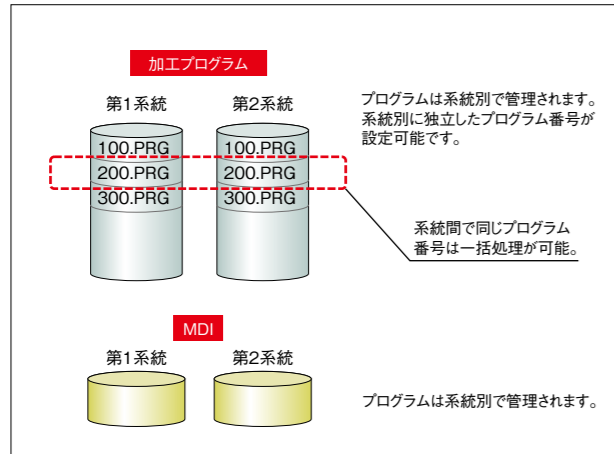 加工プログラム
第1系統 第2系統
100.PRG 100.PRG
200.PRG 200.PRG
300.PRG 300.PRG
プログラムは系統別で管理されます。
系統別に独立したプログラム番号が
設定可能です。
系統間で同じプログラム
番号は一括処理が可能。
MDI
第1系統 第2系統
プログラムは系統別で管理されます。